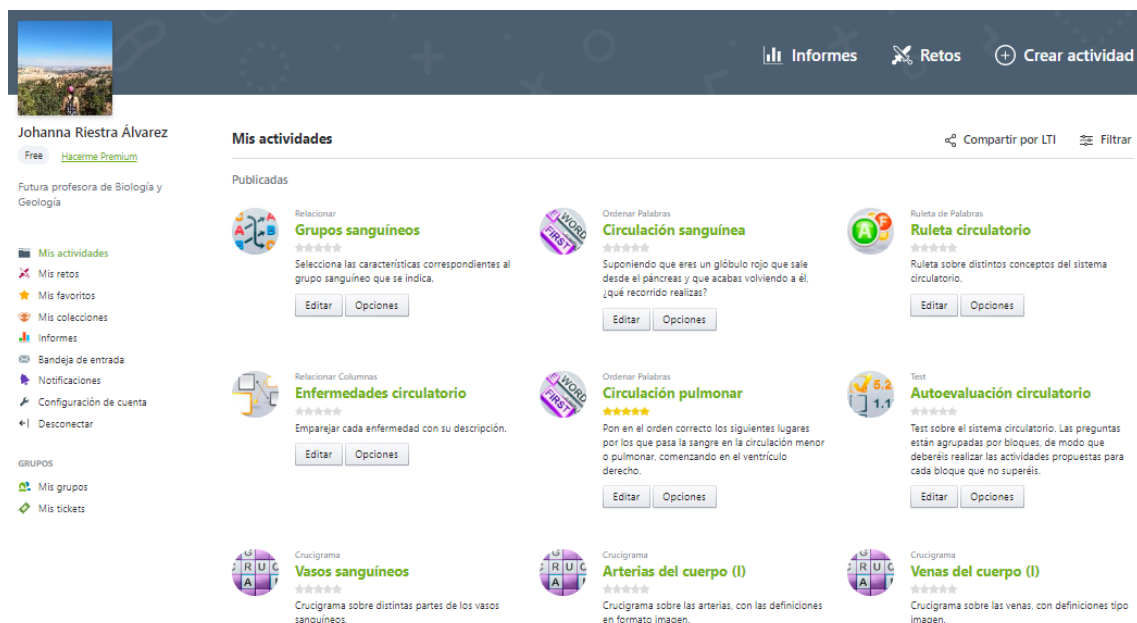 Informes
Retos
Crear actividad
Johanna Riestra Álvarez
Free
Hacerme Premium
Futura profesora de Biología y
Geología
Mis actividades
Mis retos
Mis favoritos
Mis colecciones
Informes
Bandeja de entrada
Notificaciones
Configuración de cuenta
Desconectar
GRUPOS
Mis grupos
Mis tickets
Mis actividades
Compartir por LTI
Filtrar
Publicadas
Relacionar
Grupos sanguíneos
Selecciona las características correspondientes al
grupo sanguíneo que se indica.
Editar
Opciones
Ordenar Palabras
Circulación sanguínea
Suponiendo que eres un glóbulo rojo que sale
desde el páncreas y que acabas volviendo a él,
¿qué recorrido realizas?
Editar
Opciones
Ruleta de Palabras
Ruleta circulatorio
Ruleta sobre distintos conceptos del sistema
circulatorio.
Editar
Opciones
Relacionar Columnas
Enfermedades circulatorio
Emparejar cada enfermedad con su descripción.
Editar
Opciones
Ordenar Palabras
Circulación pulmonar
Pon en el orden correcto los siguientes lugares
por los que pasa la sangre en la circulación menor
o pulmonar, comenzando en el ventrículo
derecho.
Editar
Opciones
Test
Autoevaluación circulatorio
Test sobre el sistema circulatorio. Las preguntas
están agrupadas por bloques, de modo que
deberéis realizar las actividades propuestas para
cada bloque que no superéis.
Editar
Opciones
Crucigrama
Vasos sanguíneos
Crucigrama sobre distintas partes de los vasos
sanguíneos.
Crucigrama
Arterias del cuerpo (I)
Crucigrama sobre las arterias, con las definiciones
en formato imagen.
Crucigrama
Venas del cuerpo (I)
Crucigrama sobre las venas, con definiciones tipo
imagen.